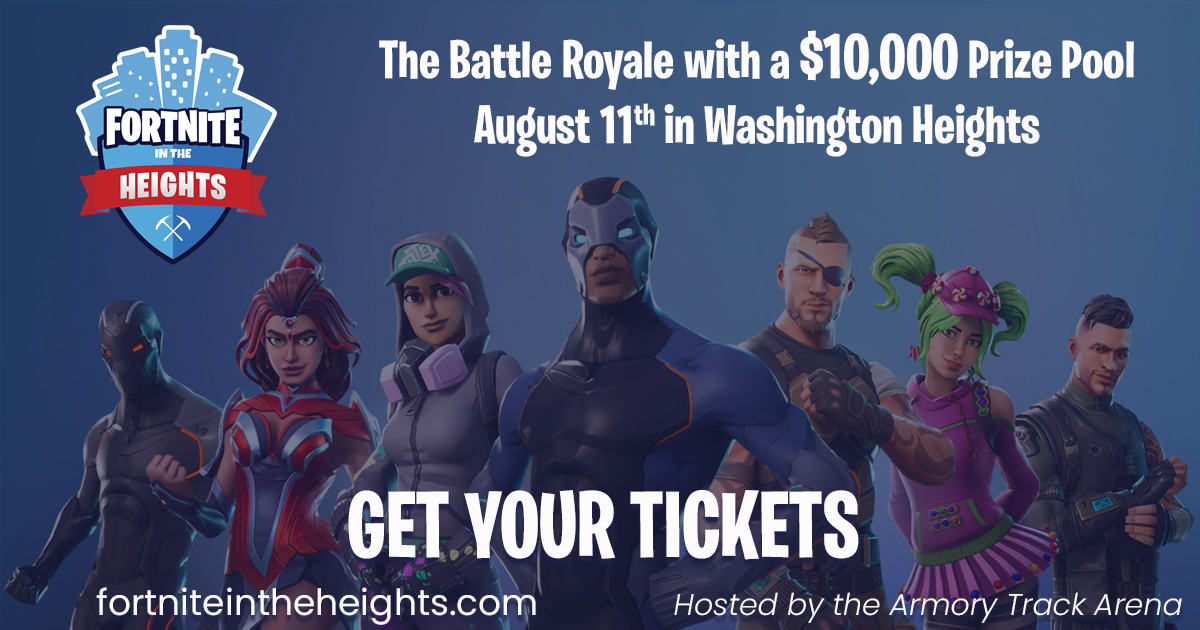 FORTNITE
IN THE
HEIGHTS
The Battle Royale with a $10,000 Prize Pool
August 11th in Washington Heights
GET YOUR TICKETS
fortniteintheheights.com
Hosted by the Armory Track Arena